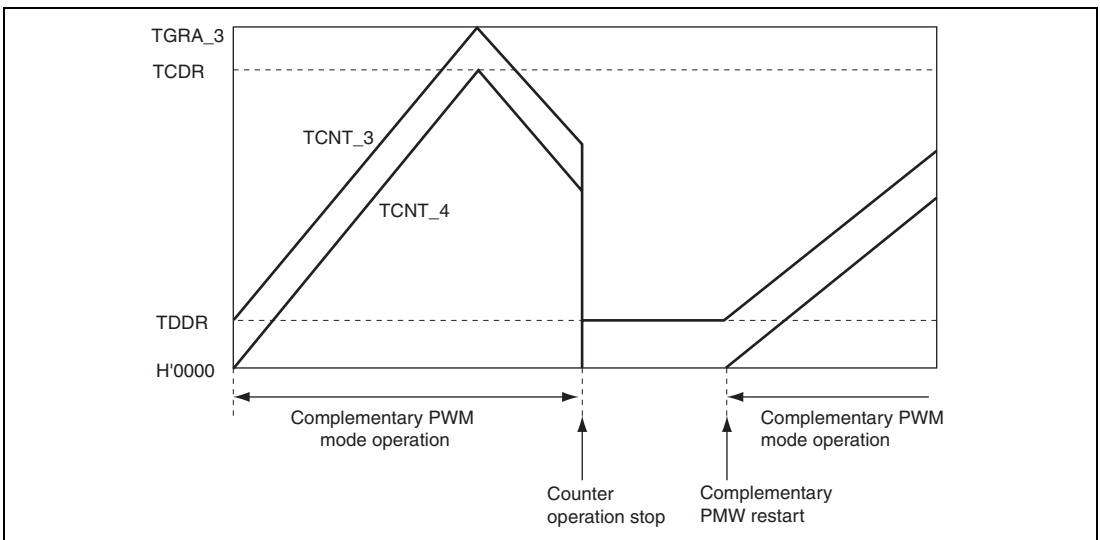 TGRA_3
TCDR
TCNT_3
TCNT_4
TDDR
H'0000
Complementary PWM
mode operation
Complementary PWM
mode operation
Counter
operation stop
Complementary
PMW restart